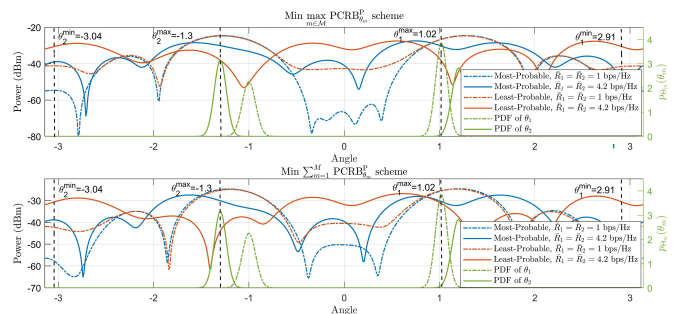 Min max_{m∈M} PCRB^P_{θ_m} scheme
θ_2^{min}=-3.04
θ_2^{max}=-1.3
θ_1^{max}=1.02
θ_1^{min}=2.91
-20
-40
-60
-80
Power (dBm)
4
3
2
1
0
p_{Θ_m}(θ_m)
Most-Probable, R̄_1 = R̄_2 = 1 bps/Hz
Most-Probable, R̄_1 = R̄_2 = 4.2 bps/Hz
Least-Probable, R̄_1 = R̄_2 = 1 bps/Hz
Least-Probable, R̄_1 = R̄_2 = 4.2 bps/Hz
PDF of θ_1
PDF of θ_2
-3 -2 -1 0 1 2 3
Angle
Min ∑_{m=1}^{M} PCRB^P_{θ_m} scheme
θ_2^{min}=-3.04
θ_2^{max}=-1.3
θ_1^{max}=1.02
θ_1^{min}=2.91
-30
-40
-50
-60
-70
Power (dBm)
4
3
2
1
0
p_{Θ_m}(θ_m)
Most-Probable, R̄_1 = R̄_2 = 1 bps/Hz
Most-Probable, R̄_1 = R̄_2 = 4.2 bps/Hz
Least-Probable, R̄_1 = R̄_2 = 1 bps/Hz
Least-Probable, R̄_1 = R̄_2 = 4.2 bps/Hz
PDF of θ_1
PDF of θ_2
-3 -2 -1 0 1 2 3
Angle